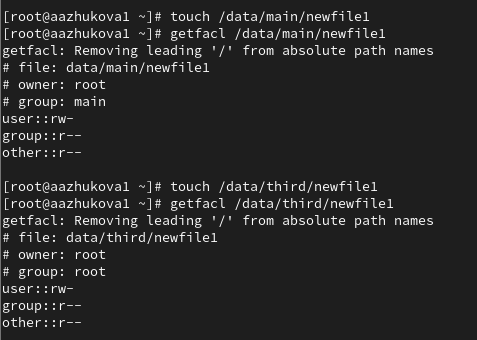 [root@aazhukova1 ~]# touch /data/main/newfile1
[root@aazhukova1 ~]# getfacl /data/main/newfile1
getfacl: Removing leading '/' from absolute path names
# file: data/main/newfile1
# owner: root
# group: main
user::rw-
group::r--
other::r--

[root@aazhukova1 ~]# touch /data/third/newfile1
[root@aazhukova1 ~]# getfacl /data/third/newfile1
getfacl: Removing leading '/' from absolute path names
# file: data/third/newfile1
# owner: root
# group: root
user::rw-
group::r--
other::r--